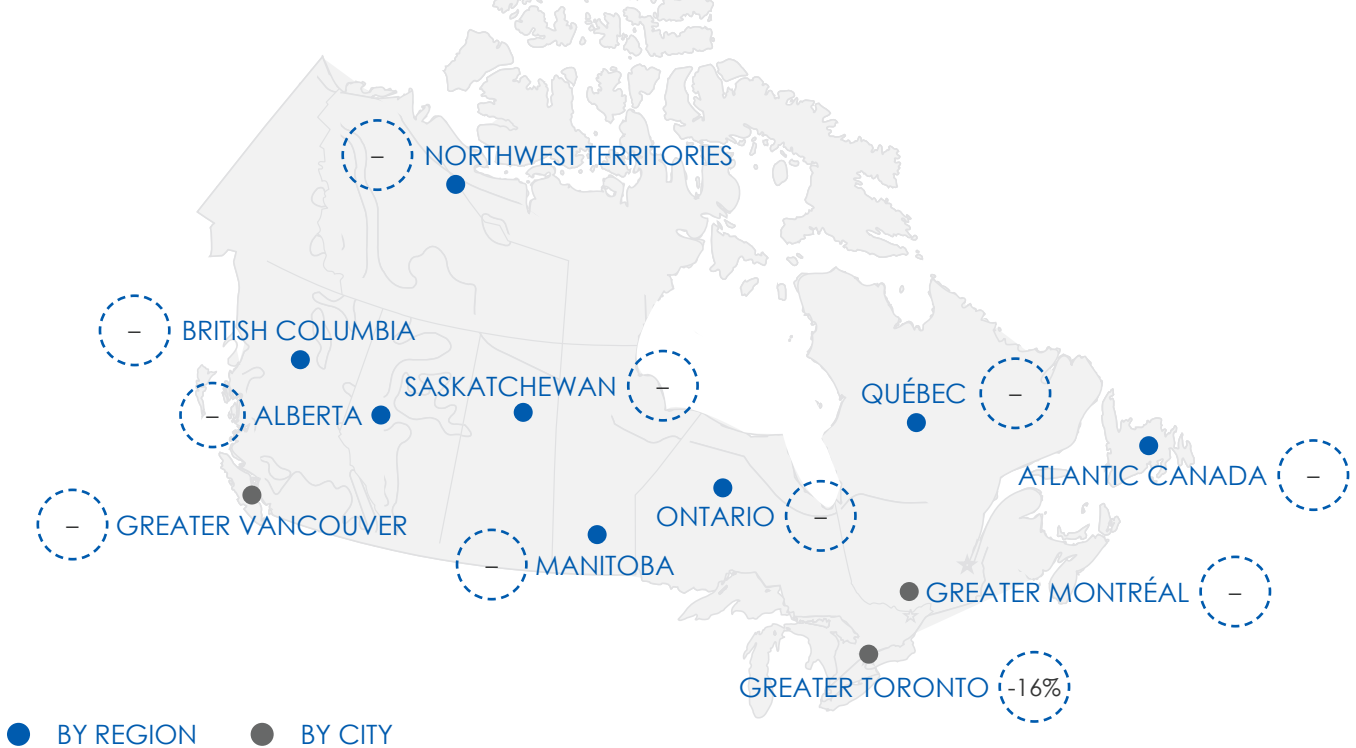 – NORTHWEST TERRITORIES
– BRITISH COLUMBIA
SASKATCHEWAN –
– ALBERTA
QUÉBEC –
ATLANTIC CANADA –
– GREATER VANCOUVER
ONTARIO –
– MANITOBA
GREATER MONTRÉAL –
GREATER TORONTO -16%
BY REGION
BY CITY